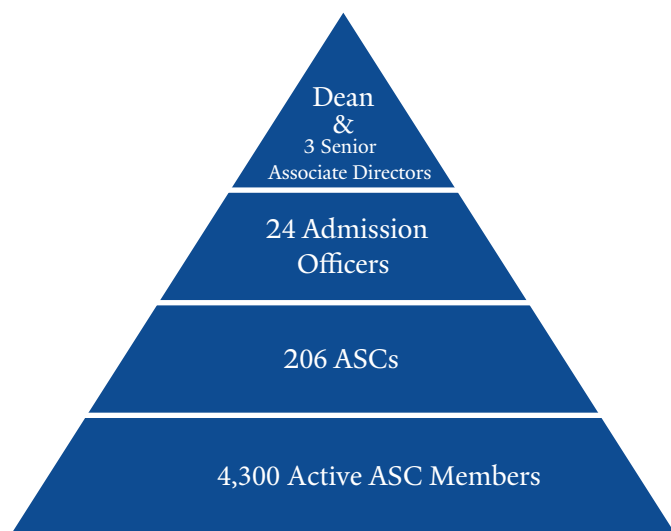 Dean
&
3 Senior
Associate Directors
24 Admission
Officers
206 ASCs
4,300 Active ASC Members